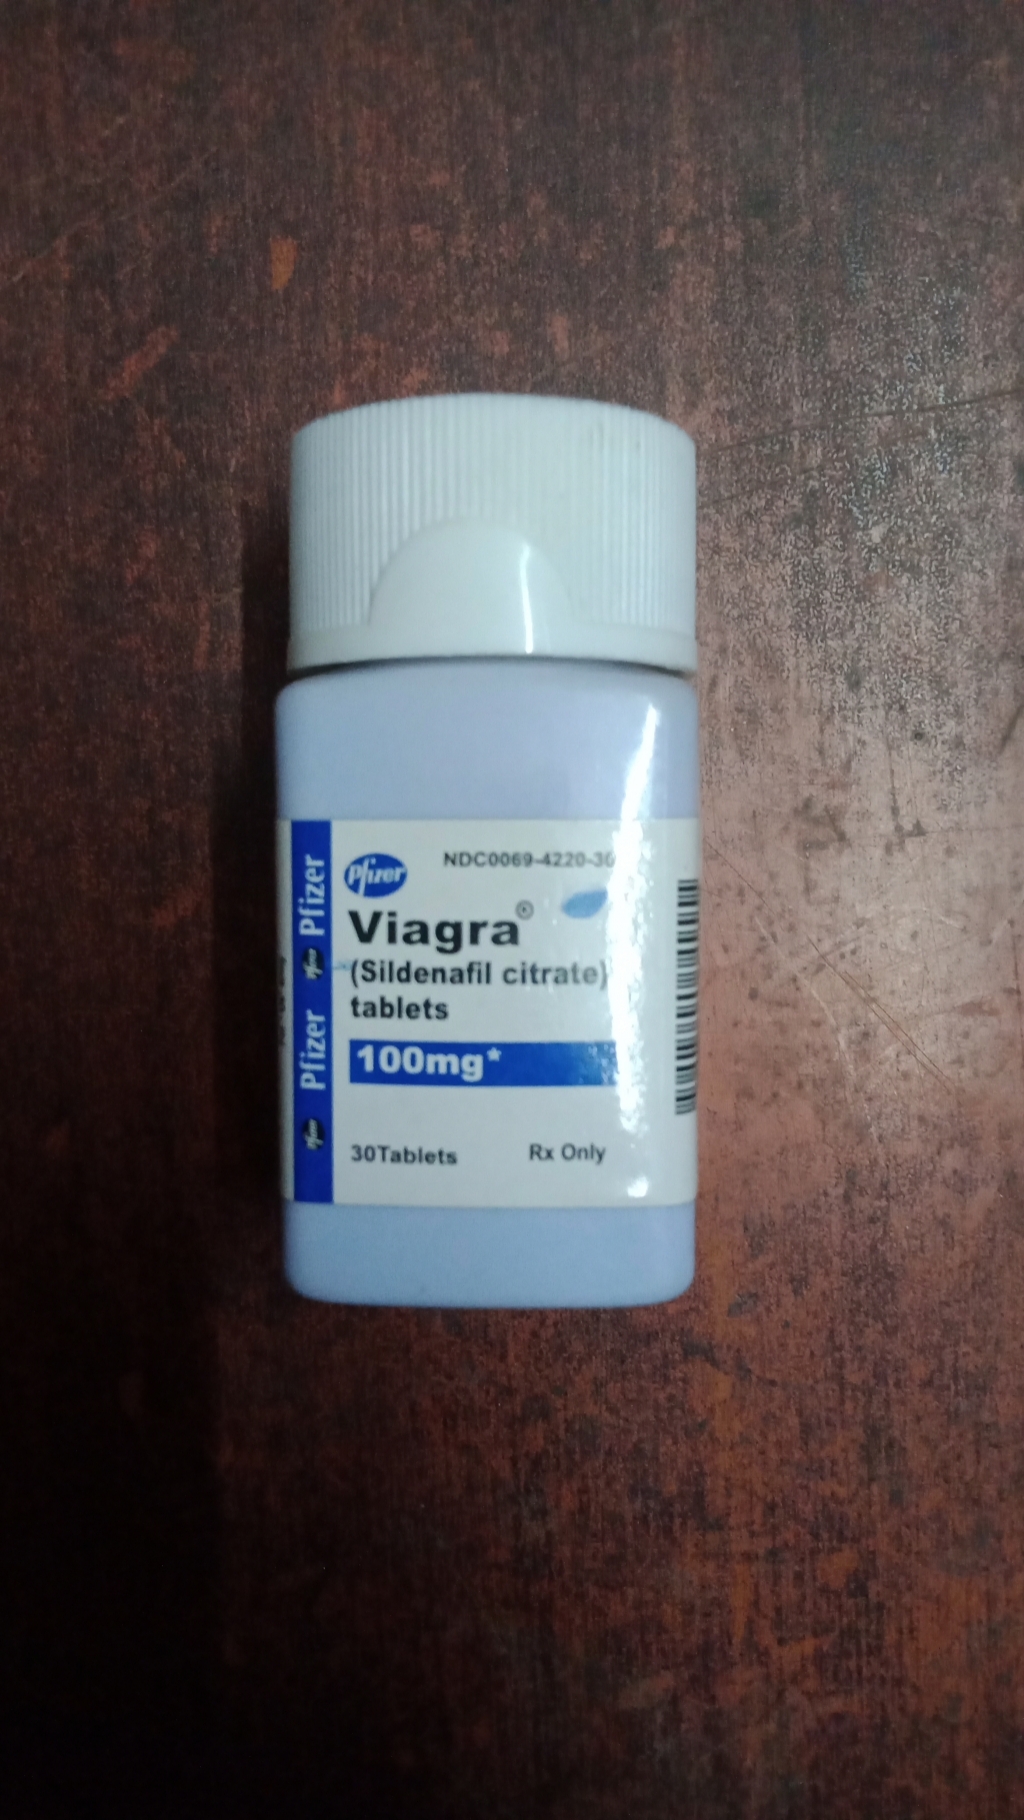 NDC0069-4220-30
Pfizer
Viagra®
(Sildenafil citrate)
tablets
100mg*
30Tablets Rx Only
Pfizer Pfizer